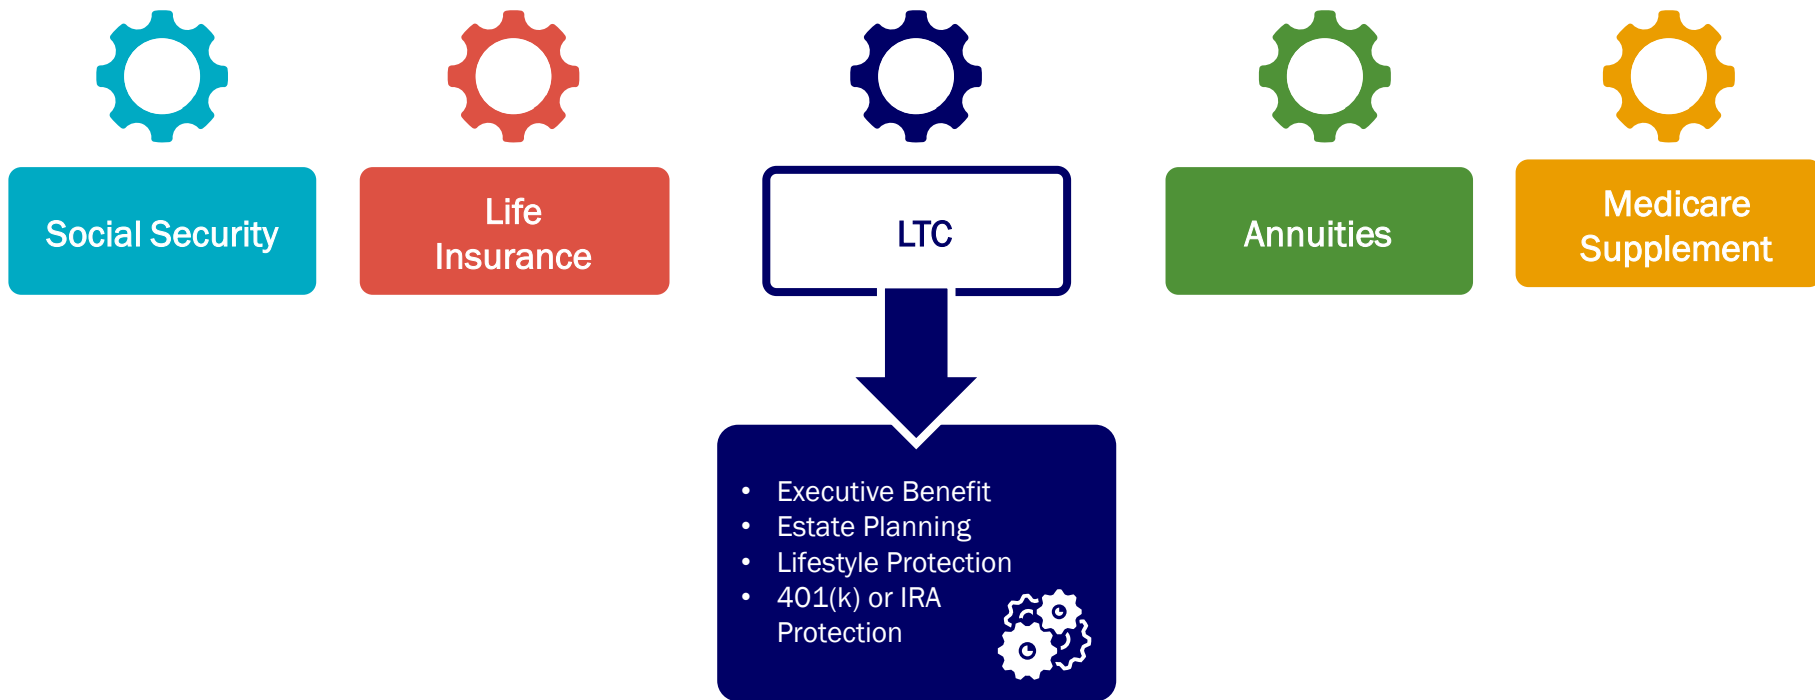 Social Security
Life
Insurance
LTC
Annuities
Medicare
Supplement
• Executive Benefit
• Estate Planning
• Lifestyle Protection
• 401(k) or IRA
Protection